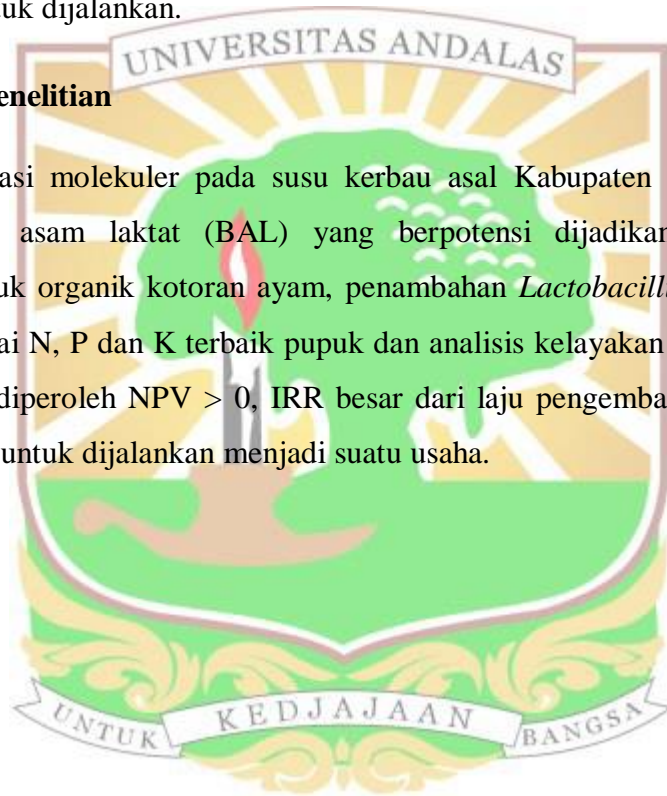 uk dijalankan.
UNIVERSITAS ANDALAS
enelitian
asi molekuler pada susu kerbau asal Kabupaten
asam laktat (BAL) yang berpotensi dijadikan
uk organik kotoran ayam, penambahan Lactobacill
ai N, P dan K terbaik pupuk dan analisis kelayakan
diperoleh NPV > 0, IRR besar dari laju pengemba
untuk dijalankan menjadi suatu usaha.
UNTUK KEDJAJAAN BANGSA